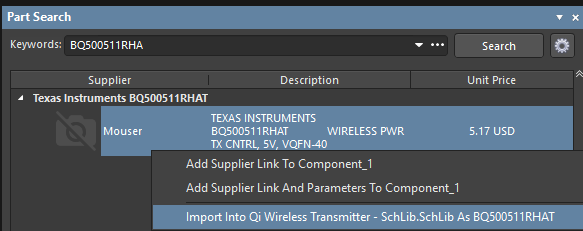 Part Search
Keywords: BQ500511RHA Search
Supplier Description Unit Price
Texas Instruments BQ500511RHAT
Mouser TEXAS INSTRUMENTS BQ500511RHAT WIRELESS PWR TX CNTRL, 5V, VQFN-40 5.17 USD
Add Supplier Link To Component_1
Add Supplier Link And Parameters To Component_1
Import Into Qi Wireless Transmitter - SchLib.SchLib As BQ500511RHAT